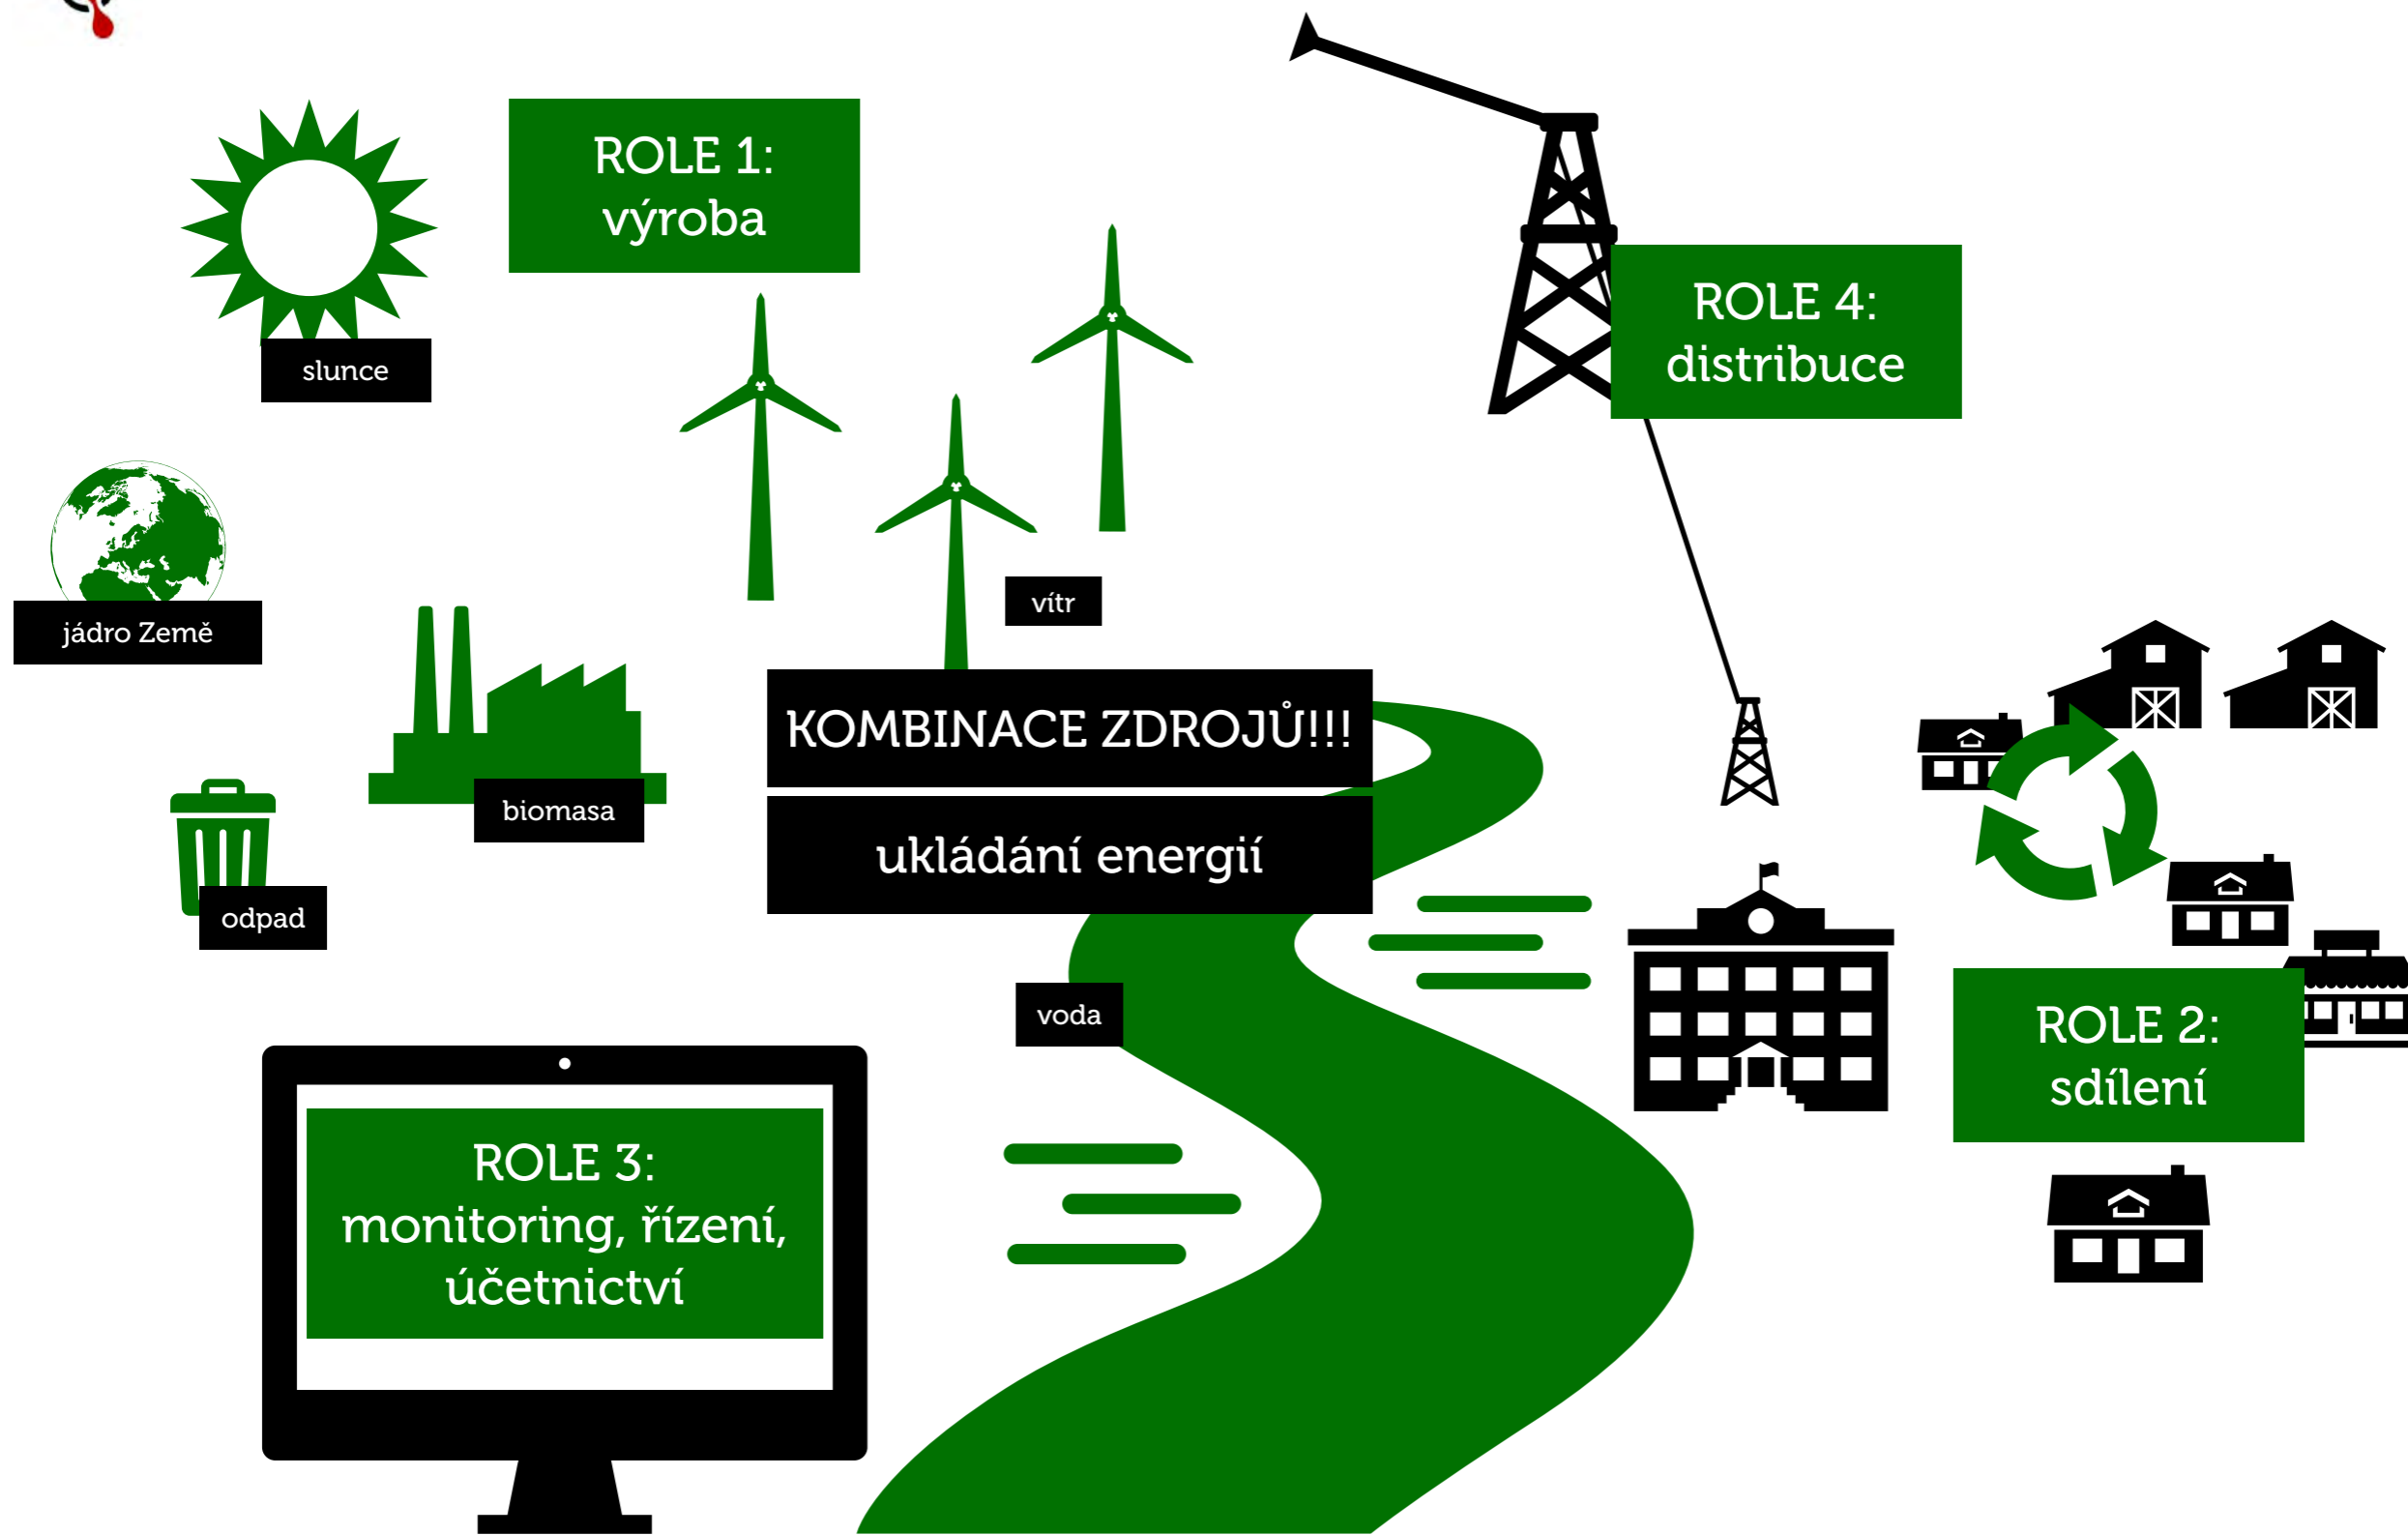 ROLE 1:
výroba
ROLE 4:
distribuce
slunce
vítr
jádro Země
KOMBINACE ZDROJŮ!!!
biomasa
ukládání energií
odpad
voda
ROLE 2:
sdílení
ROLE 3:
monitoring, řízení,
účetnictví